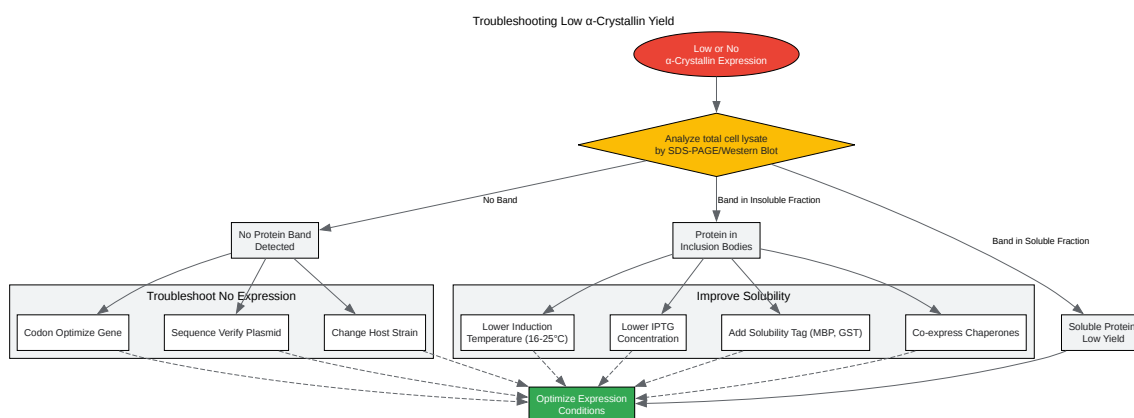 Troubleshooting Low α-Crystallin Yield
Low or No
α-Crystallin Expression
Analyze total cell lysate
by SDS-PAGE/Western Blot
No Band
Band in Insoluble Fraction
Band in Soluble Fraction
No Protein Band
Detected
Protein in
Inclusion Bodies
Troubleshoot No Expression
Improve Solubility
Codon Optimize Gene
Sequence Verify Plasmid
Change Host Strain
Lower Induction
Temperature (16-25°C)
Lower IPTG
Concentration
Add Solubility Tag (MBP, GST)
Co-express Chaperones
Soluble Protein
Low Yield
Optimize Expression
Conditions